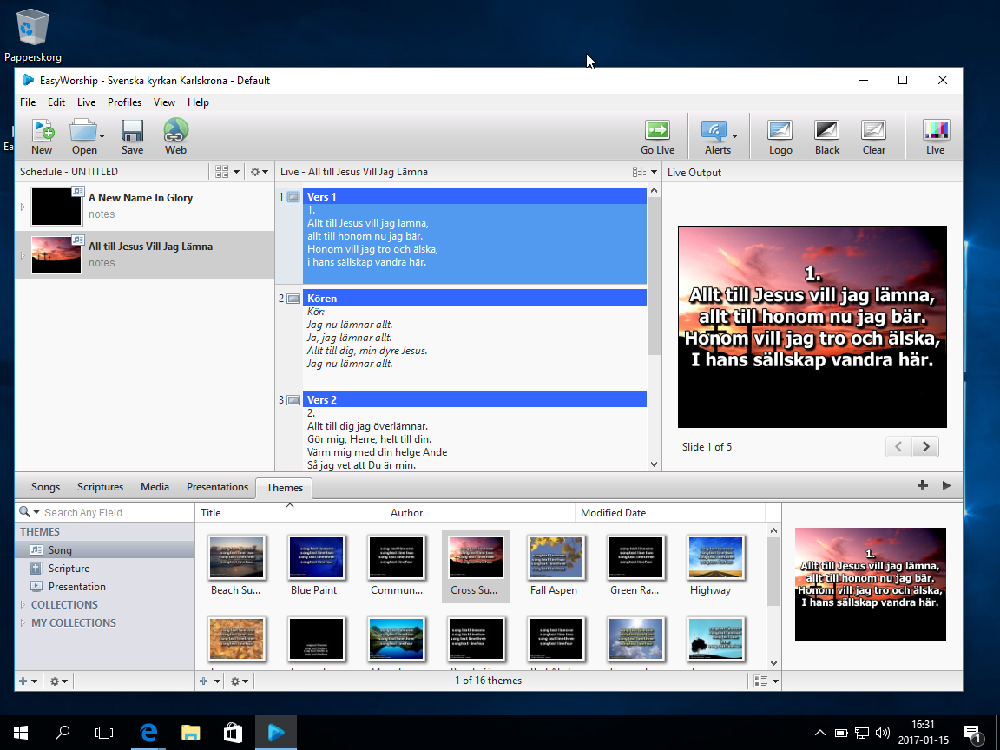 Papperskorg
Ea
EasyWorship - Svenska kyrkan Karlskrona - Default
File Edit Live Profiles View Help
New Open Save Web Go Live Alerts Logo Black Clear Live
Schedule - UNTITLED
A New Name In Glory
notes
All till Jesus Vill Jag Lämna
notes
Live - All till Jesus Vill Jag Lämna
1 Vers 1
1.
Allt till Jesus vill jag lämna,
allt till honom nu jag bär.
Honom vill jag tro och älska,
i hans sällskap vandra här.
2 Kören
Kör:
Jag nu lämnar allt.
Ja, jag lämnar allt.
Allt till dig, min dyre Jesus.
Jag nu lämnar allt.
3 Vers 2
2.
Allt till dig jag överlämnar.
Gör mig, Herre, helt till din.
Värm mig med din helge Ande
Så jag vet att Du är min.
Live Output
1.
Allt till Jesus vill jag lämna,
allt till honom nu jag bär.
Honom vill jag tro och älska,
I hans sällskap vandra här.
Slide 1 of 5
Songs Scriptures Media Presentations Themes
Search Any Field
THEMES
Song
Scripture
Presentation
COLLECTIONS
MY COLLECTIONS
Title Author Modified Date
Beach Su... Blue Paint Commun... Cross Su... Fall Aspen Green Ra... Highway
1 of 16 themes
1.
Allt till Jesus vill jag lämna,
allt till honom nu jag bär.
Honom vill jag tro och älska,
I hans sällskap vandra här.
16:31
2017-01-15
1